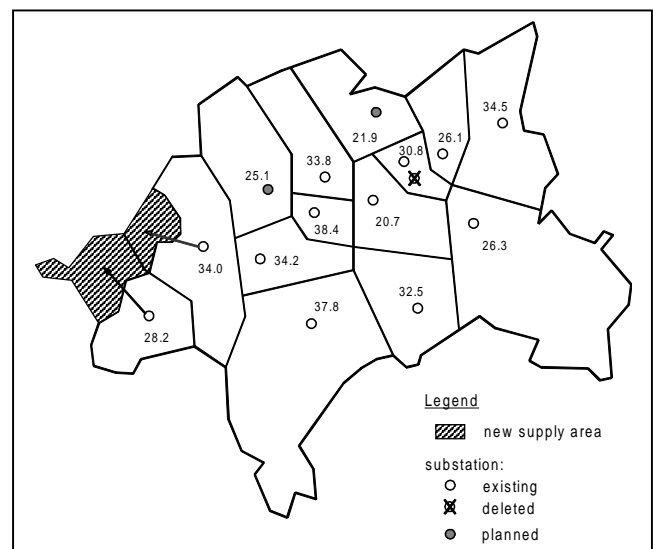 34.5
21.9
26.1
30.8
33.8
25.1
38.4
20.7
26.3
34.0
34.2
37.8
32.5
28.2
Legend
new supply area
substation:
existing
deleted
planned